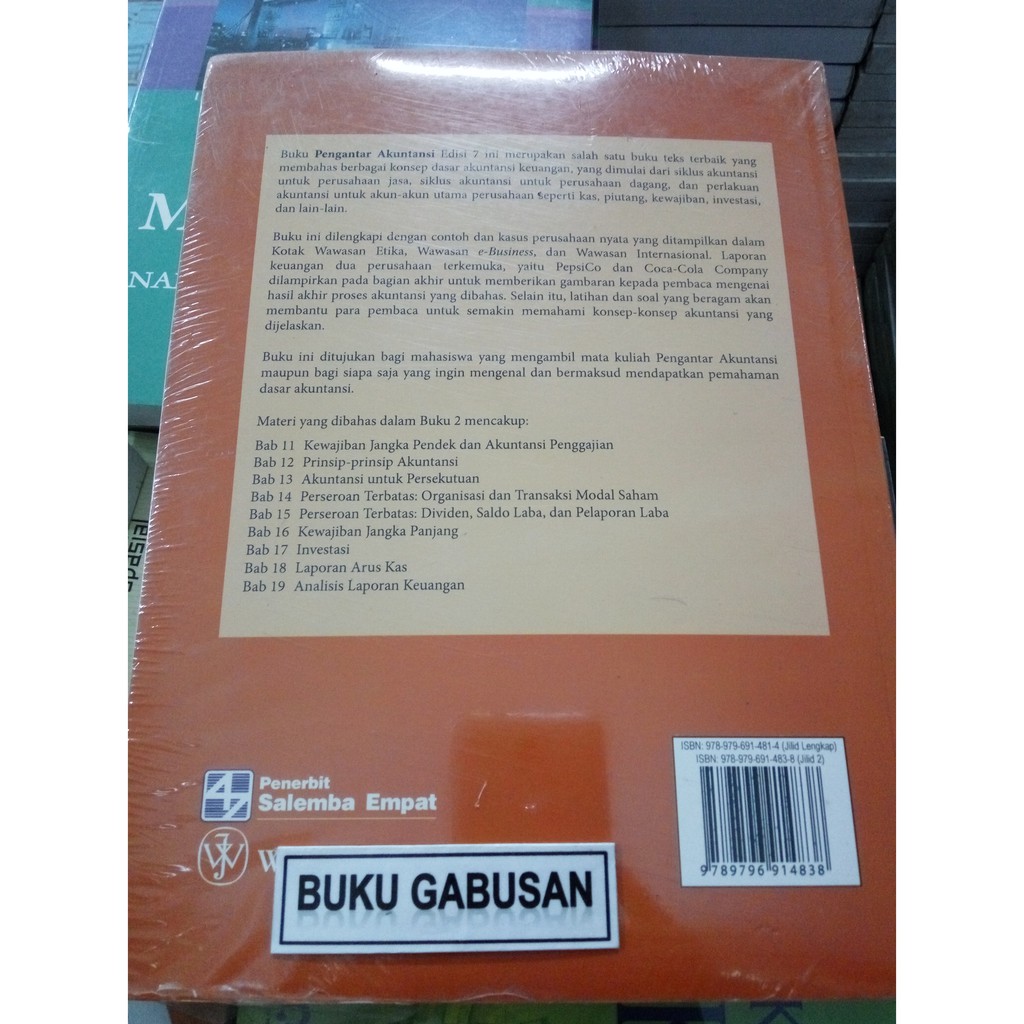 M
NA
Buku Pengantar Akuntansi Edisi 7 ini merupakan salah satu buku teks terbaik yang
membahas berbagai konsep dasar akuntansi keuangan, yang dimulai dari siklus akuntansi
untuk perusahaan jasa, siklus akuntansi untuk perusahaan dagang, dan perlakuan
akuntansi untuk akun-akun utama perusahaan seperti kas, piutang, kewajiban, investasi,
dan lain-lain.
Buku ini dilengkapi dengan contoh dan kasus perusahaan nyata yang ditampilkan dalam
Kotak Wawasan Etika, Wawasan e-Business, dan Wawasan Internasional. Laporan
keuangan dua perusahaan terkemuka, yaitu PepsiCo dan Coca-Cola Company
dilampirkan pada bagian akhir untuk memberikan gambaran kepada pembaca mengenai
hasil akhir proses akuntansi yang dibahas. Selain itu, latihan dan soal yang beragam akan
membantu para pembaca untuk semakin memahami konsep-konsep akuntansi yang
dijelaskan.
Buku ini ditujukan bagi mahasiswa yang mengambil mata kuliah Pengantar Akuntansi
maupun bagi siapa saja yang ingin mengenal dan bermaksud mendapatkan pemahaman
dasar akuntansi.
Materi yang dibahas dalam Buku 2 mencakup:
Bab 11 Kewajiban Jangka Pendek dan Akuntansi Penggajian
Bab 12 Prinsip-prinsip Akuntansi
Bab 13 Akuntansi untuk Persekutuan
Bab 14 Perseroan Terbatas: Organisasi dan Transaksi Modal Saham
Bab 15 Perseroan Terbatas: Dividen, Saldo Laba, dan Pelaporan Laba
Bab 16 Kewajiban Jangka Panjang
Bab 17 Investasi
Bab 18 Laporan Arus Kas
Bab 19 Analisis Laporan Keuangan
ISBN: 978-979-691-481-4 (Jilid Lengkap)
ISBN: 978-979-691-483-8 (Jilid 2)
9 789796 914838
Penerbit
Salemba Empat
W
BUKU GABUSAN